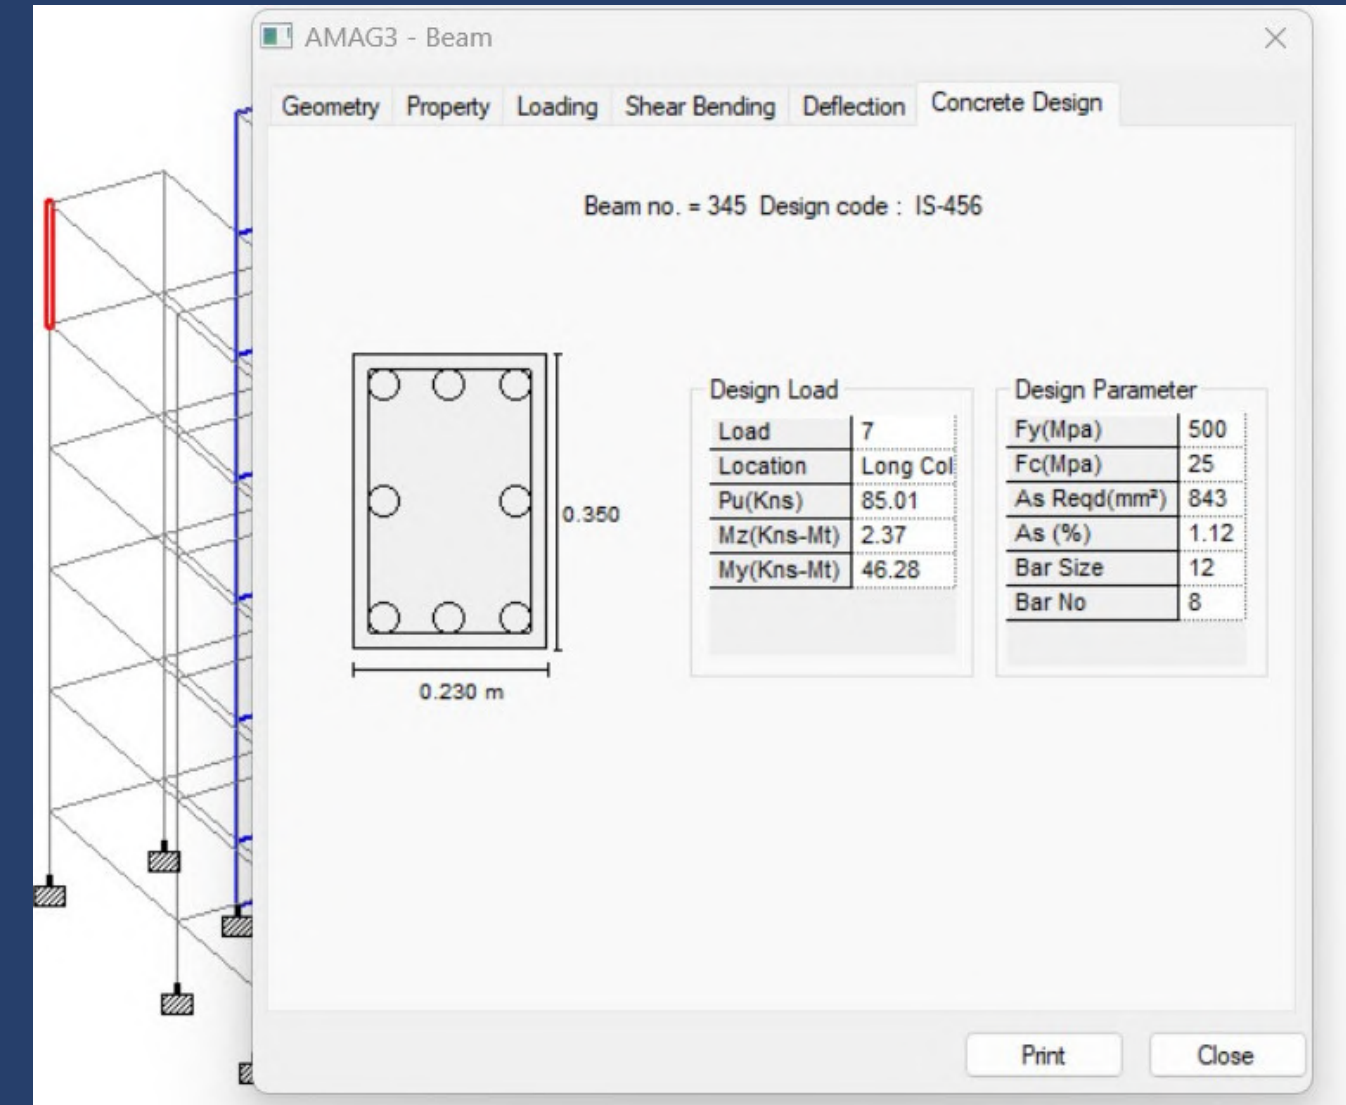 AMAG3 - Beam
Geometry Property Loading Shear Bending Deflection Concrete Design
Beam no. = 345 Design code : IS-456
0.350
0.230 m
Design Load
Load 7
Location Long Col
Pu(Kns) 85.01
Mz(Kns-Mt) 2.37
My(Kns-Mt) 46.28
Design Parameter
Fy(Mpa) 500
Fc(Mpa) 25
As Reqd(mm²) 843
As (%) 1.12
Bar Size 12
Bar No 8
Print Close